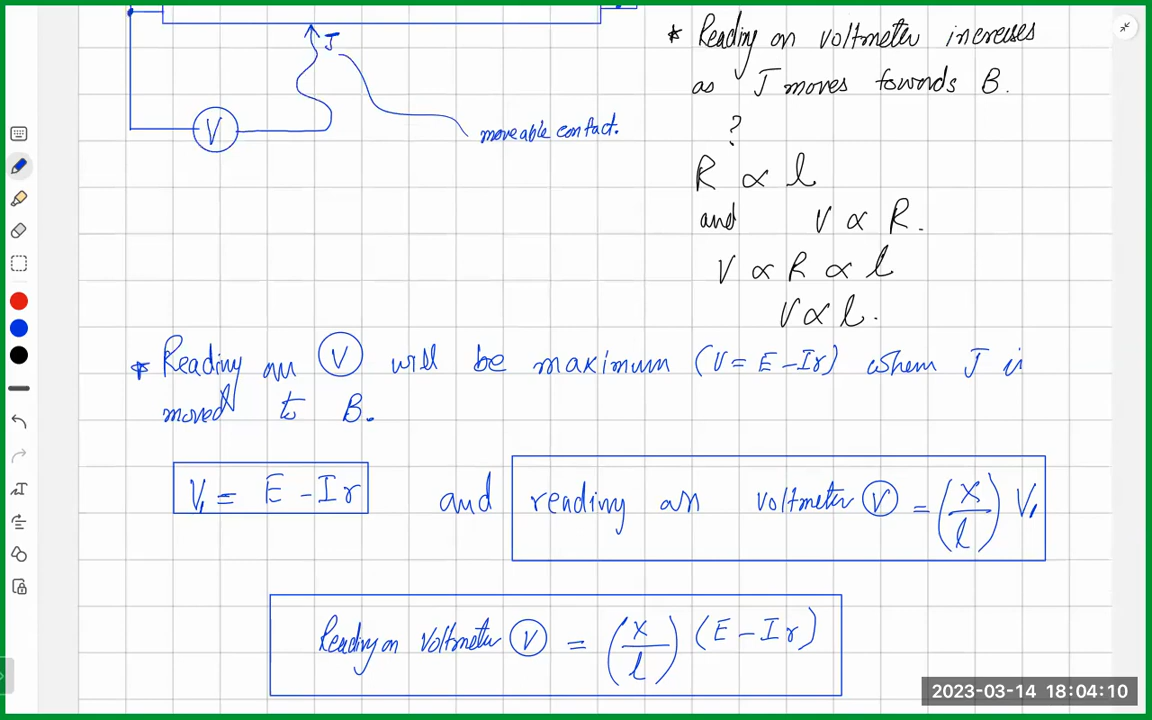 J
V
moveable contact.
* Reading on voltmeter increases
as J moves towards B.
?
R ∝ l
and V ∝ R.
V ∝ R ∝ l
V ∝ l.
* Reading on V will be maximum (V = E - Ir) when J is
moved to B.
V₁ = E - Ir and reading on voltmeter V = (x/l) V₁
Reading on Voltmeter V = (x/l) (E - Ir)
2023-03-14 18:04:10